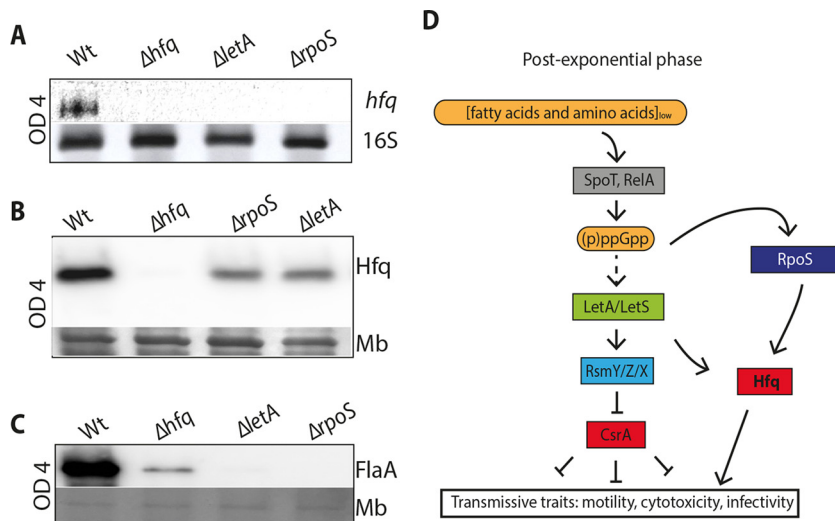 A
Wt Δhfq ΔletA ΔrpoS
OD 4
hfq
16S
B
Wt Δhfq ΔrpoS ΔletA
OD 4
Hfq
Mb
C
Wt Δhfq ΔletA ΔrpoS
OD 4
FlaA
Mb
D
Post-exponential phase
[fatty acids and amino acids]low
SpoT, RelA
(p)ppGpp
RpoS
LetA/LetS
RsmY/Z/X
Hfq
CsrA
Transmissive traits: motility, cytotoxicity, infectivity